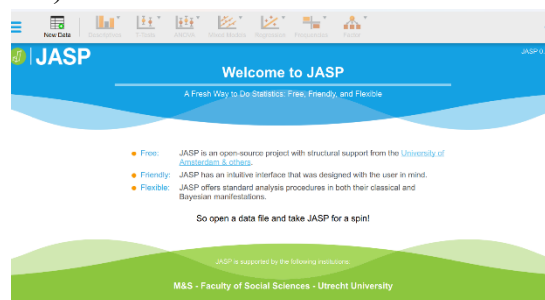 New Data Descriptives T-Tests ANOVA Mixed Models Regression Frequencies Factor
JASP
JASP 0.
Welcome to JASP
A Fresh Way to Do Statistics: Free, Friendly, and Flexible
Free: JASP is an open-source project with structural support from the University of
Amsterdam & others.
Friendly: JASP has an intuitive interface that was designed with the user in mind.
Flexible: JASP offers standard analysis procedures in both their classical and
Bayesian manifestations.
So open a data file and take JASP for a spin!
JASP is supported by the following institutions:
M&S - Faculty of Social Sciences - Utrecht University